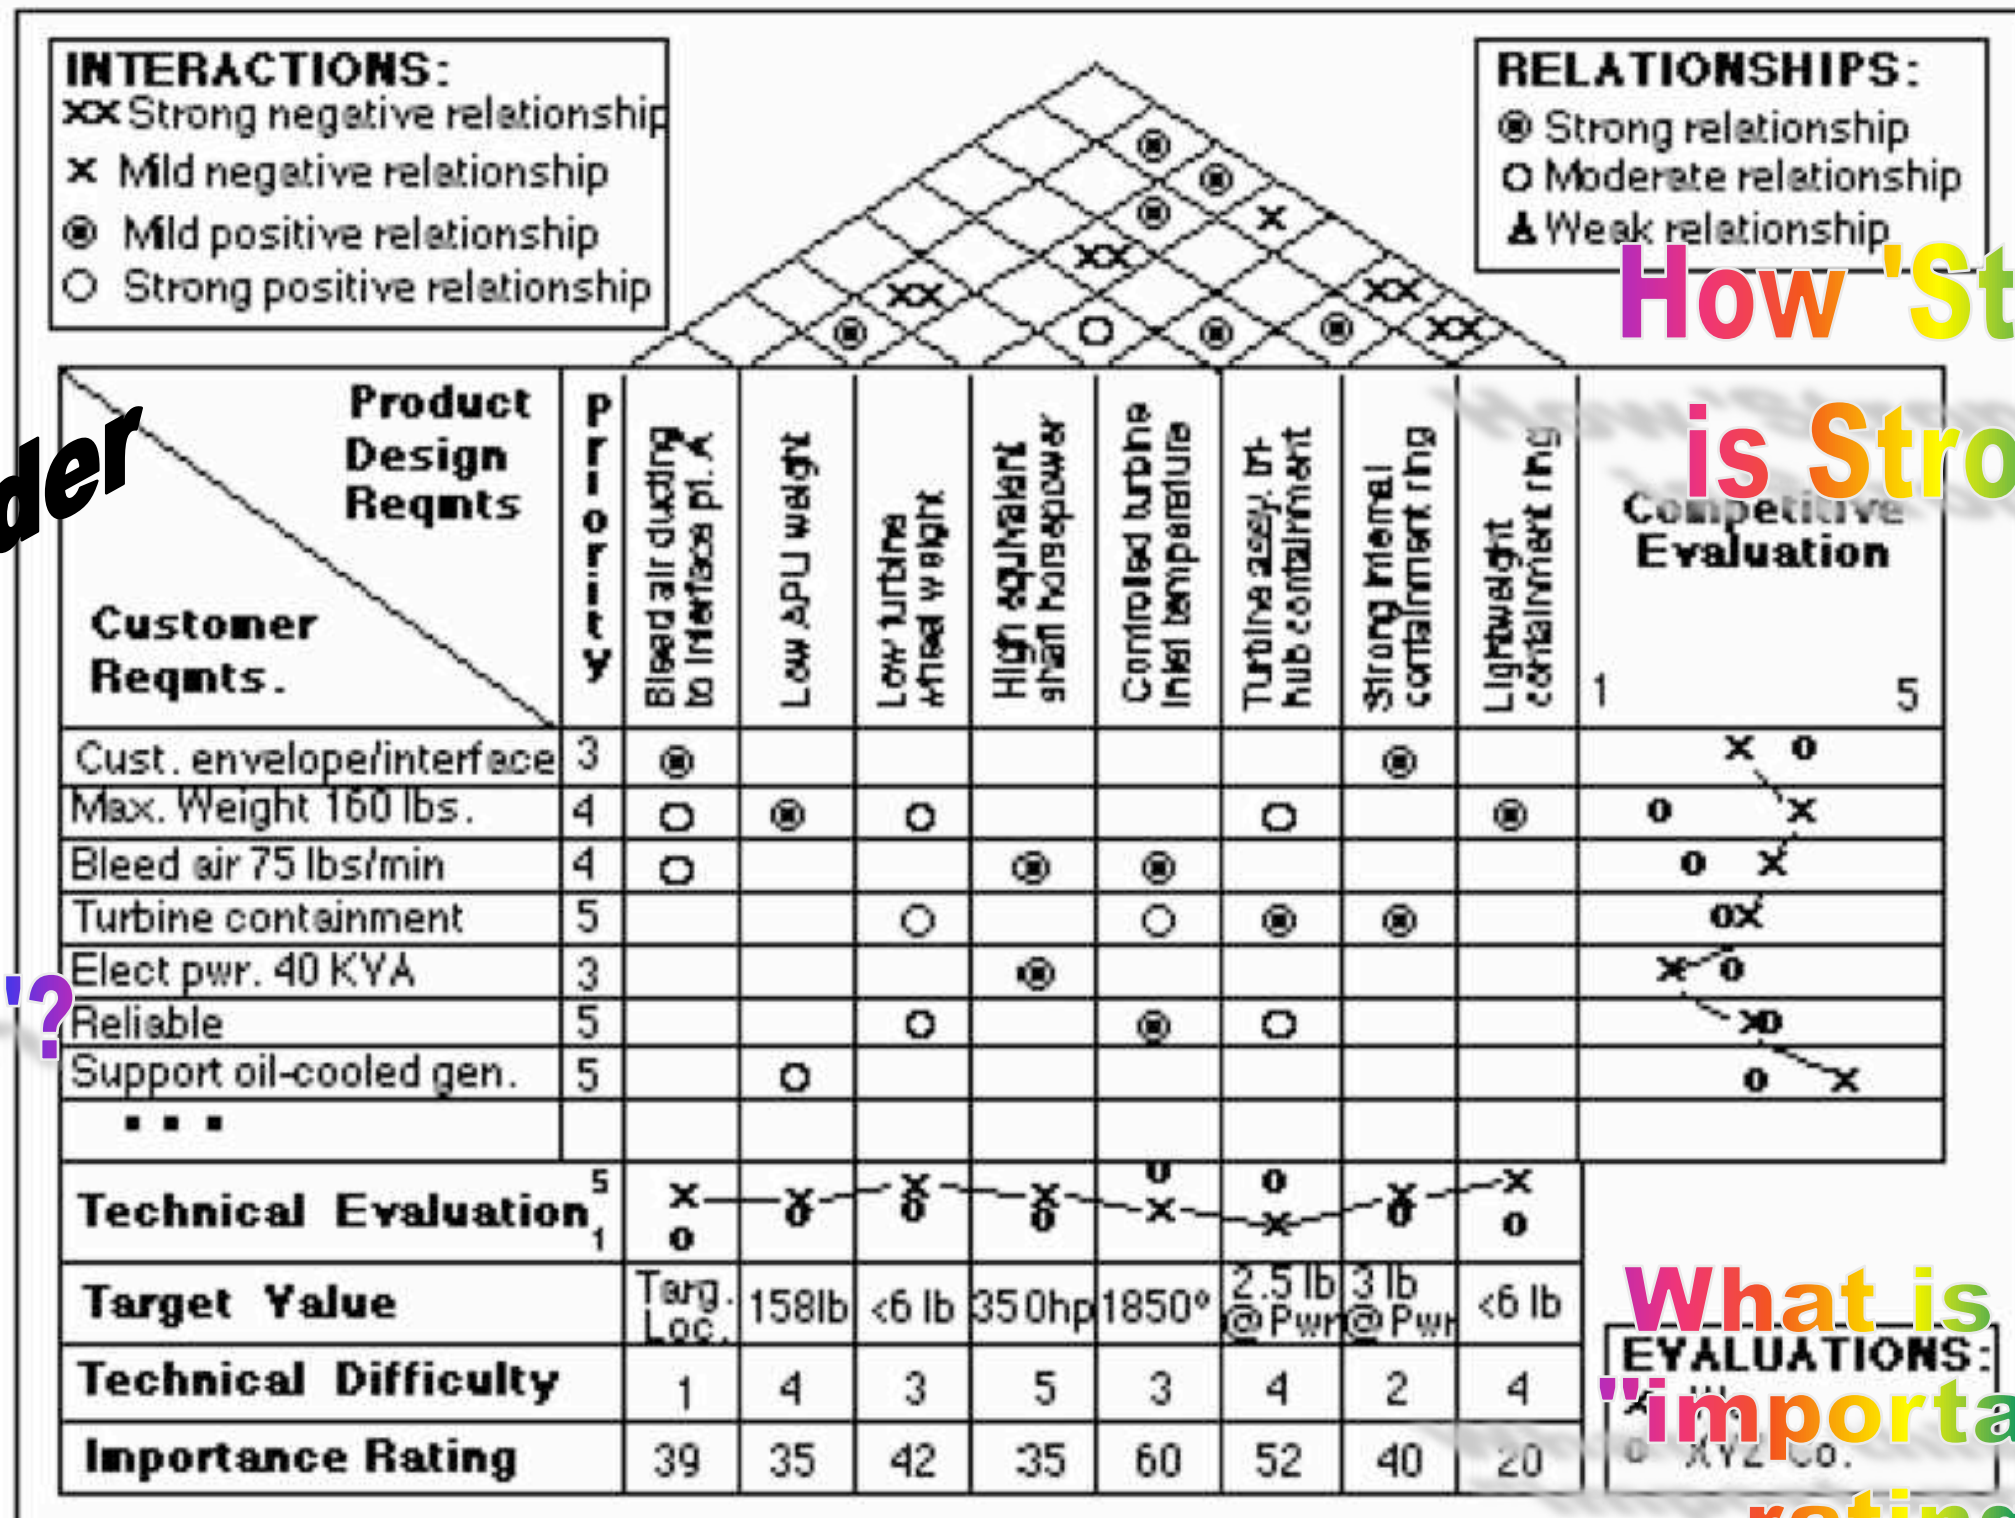 INTERACTIONS:
XX Strong negative relationship
X Mild negative relationship
Mild positive relationship
Strong positive relationship
RELATIONSHIPS:
Strong relationship
Moderate relationship
Weak relationship
How 'St
is Stro
der
'?
Product
Design
Reqmts
Customer
Reqmts.
Priority
Bleed air ducting
to interface pt. A
Low APU weight
Low turbine
wheel weight
High equivalent
shaft horsepower
Controlled turbine
inlet temperature
Turbine assy. tri-
hub containment
Strong internal
containment ring
Lightweight
containment ring
Competitive
Evaluation
1 5
Cust. envelope/interface 3 X o
Max. Weight 160 lbs. 4 o X
Bleed air 75 lbs/min 4 o X
Turbine containment 5 o X
Elect pwr. 40 KVA 3 X o
Reliable 5 X o
Support oil-cooled gen. 5 o X
...
Technical Evaluation 5 1
Target Value Targ. Loc. 158lb <6 lb 350hp 1850° 2.5 lb @ Pwr 3 lb @ Pwr <6 lb
Technical Difficulty 1 4 3 5 3 4 2 4
Importance Rating 39 35 42 35 60 52 40 20
What is
EVALUATIONS:
"importa
o XYZ Co.
rating